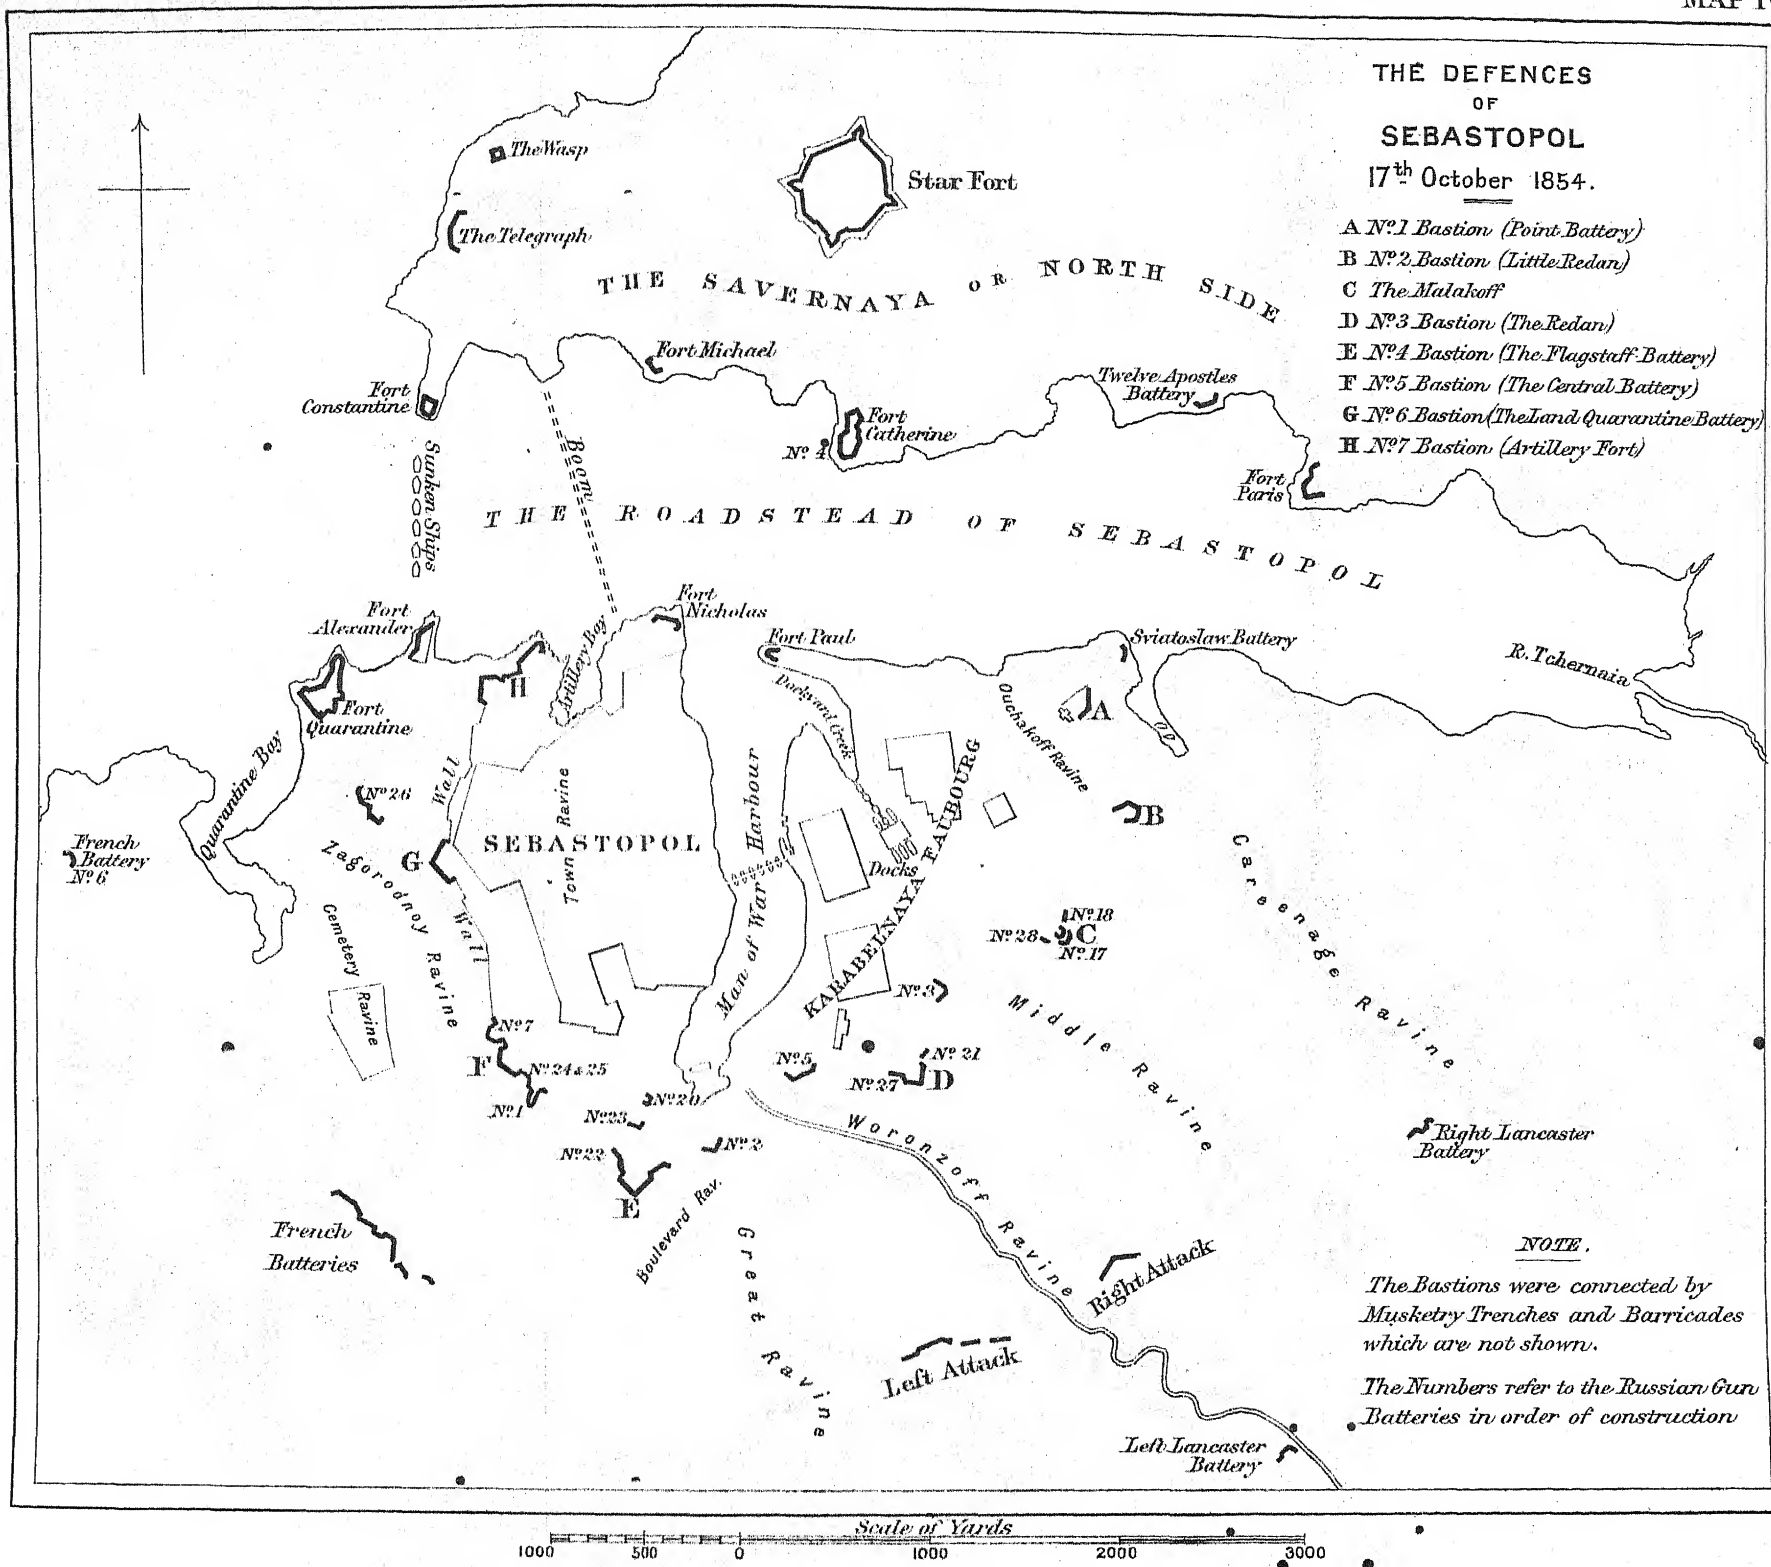 THE DEFENCES
OF
SEBASTOPOL
17th October 1854.
A No.1 Bastion (Point Battery)
B No.2 Bastion (Little Redan)
C The Malakoff
D No.3 Bastion (The Redan)
E No.4 Bastion (The Flagstaff Battery)
F No.5 Bastion (The Central Battery)
G No.6 Bastion (The Land Quarantine Battery)
H No.7 Bastion (Artillery Fort)
The Wasp
Star Fort
The Telegraph
THE SAVERNAYA OR NORTH SIDE
Fort Michael
Fort
Constantine
Twelve Apostles
Battery
Fort
Catherine
No. 4
Fort
Paris
Sunken Ships
Boom
THE ROADSTEAD OF SEBASTOPOL
Fort
Alexander
Fort
Nicholas
Fort Paul
Sviatoslaw Battery
R. Tchernaia
Artillery Bay
H
Fort
Quarantine
Quarantine Bay
Dockyard Creek
Ouchakoff Ravine
A
No. 26
Wall
Town Ravine
SEBASTOPOL
Man of War Harbour
KARABELNAYA FAUBOURG
Docks
B
French
Battery
No. 6
G
Zagorodnoy Ravine
Wall
Cemetery Ravine
Careenage Ravine
No. 18
No. 28
C
No. 17
No. 3
Middle Ravine
No. 7
F
No. 24 & 25
No. 1
No. 5
No. 21
No. 27
D
No. 20
No. 23
No. 2
No. 22
E
Woronzoff Ravine
Right Lancaster
Battery
French
Batteries
Boulevard Rav.
Great Ravine
Right Attack
Left Attack
Left Lancaster
Battery
NOTE.
The Bastions were connected by
Musketry Trenches and Barricades
which are not shown.
The Numbers refer to the Russian Gun
Batteries in order of construction
Scale of Yards
1000 500 0 1000 2000 3000